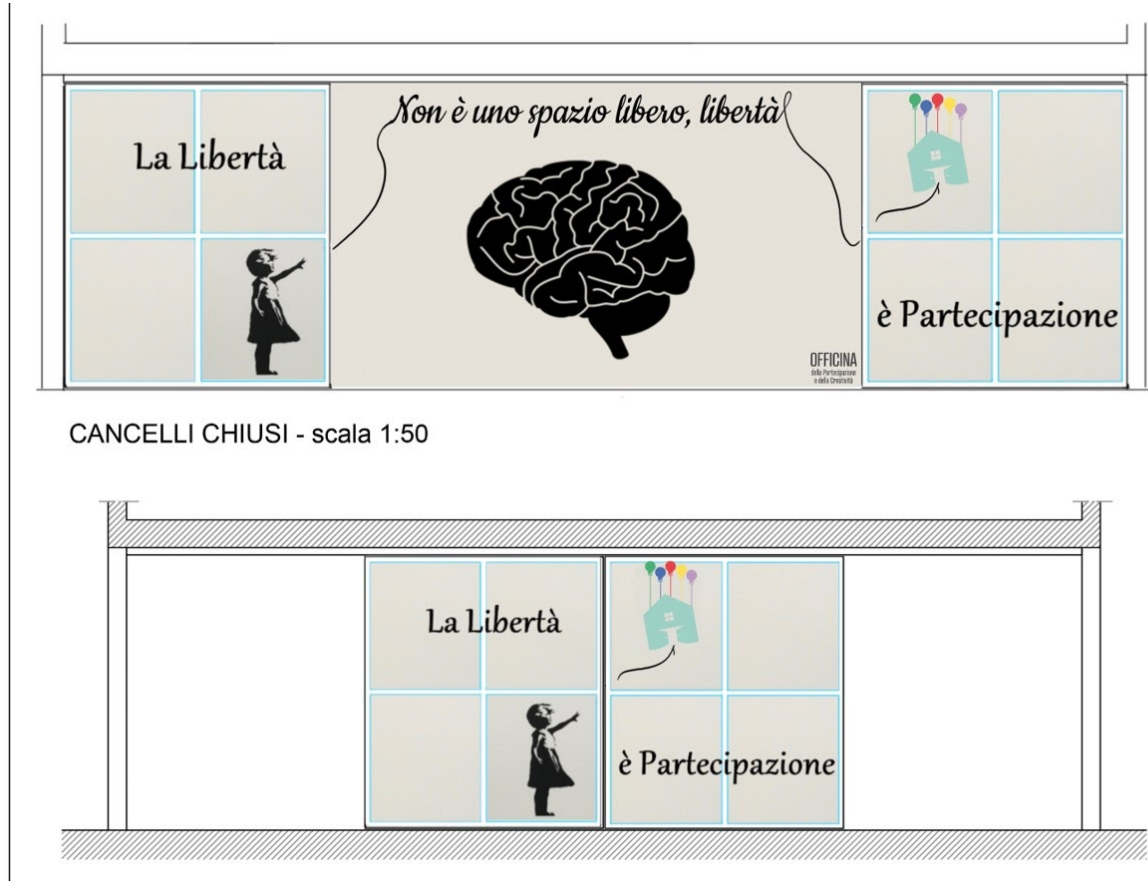 Non è uno spazio libero, libertà
La Libertà
è Partecipazione
OFFICINA
della Partecipazione
e della Creatività
CANCELLI CHIUSI - scala 1:50
La Libertà
è Partecipazione